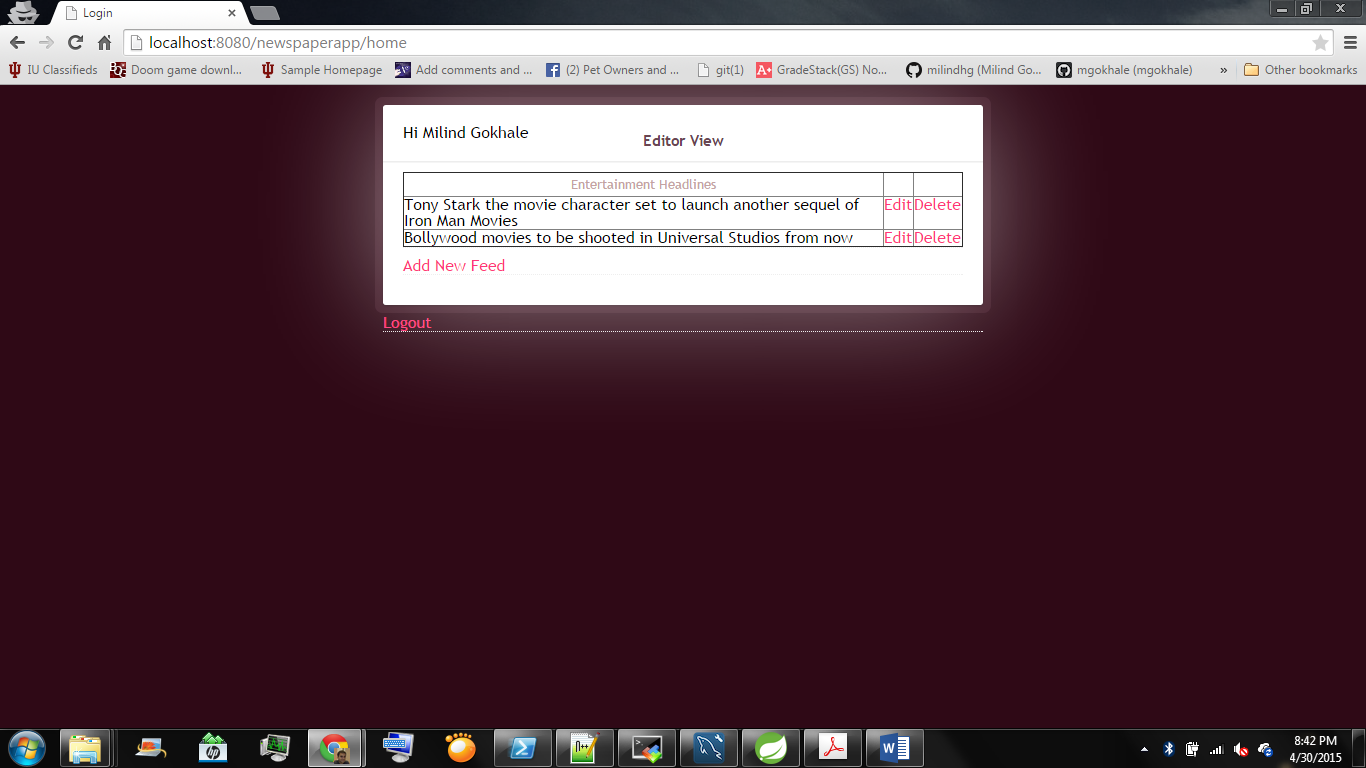 Login
localhost:8080/newspaperapp/home
IU Classifieds Doom game downl... Sample Homepage Add comments and ... (2) Pet Owners and ... git(1) GradeStack(GS) No... milindhg (Milind Go... mgokhale (mgokhale) » Other bookmarks
Hi Milind Gokhale
Editor View
Entertainment Headlines
Tony Stark the movie character set to launch another sequel of Edit Delete
Iron Man Movies
Bollywood movies to be shooted in Universal Studios from now Edit Delete
Add New Feed
Logout
8:42 PM
4/30/2015